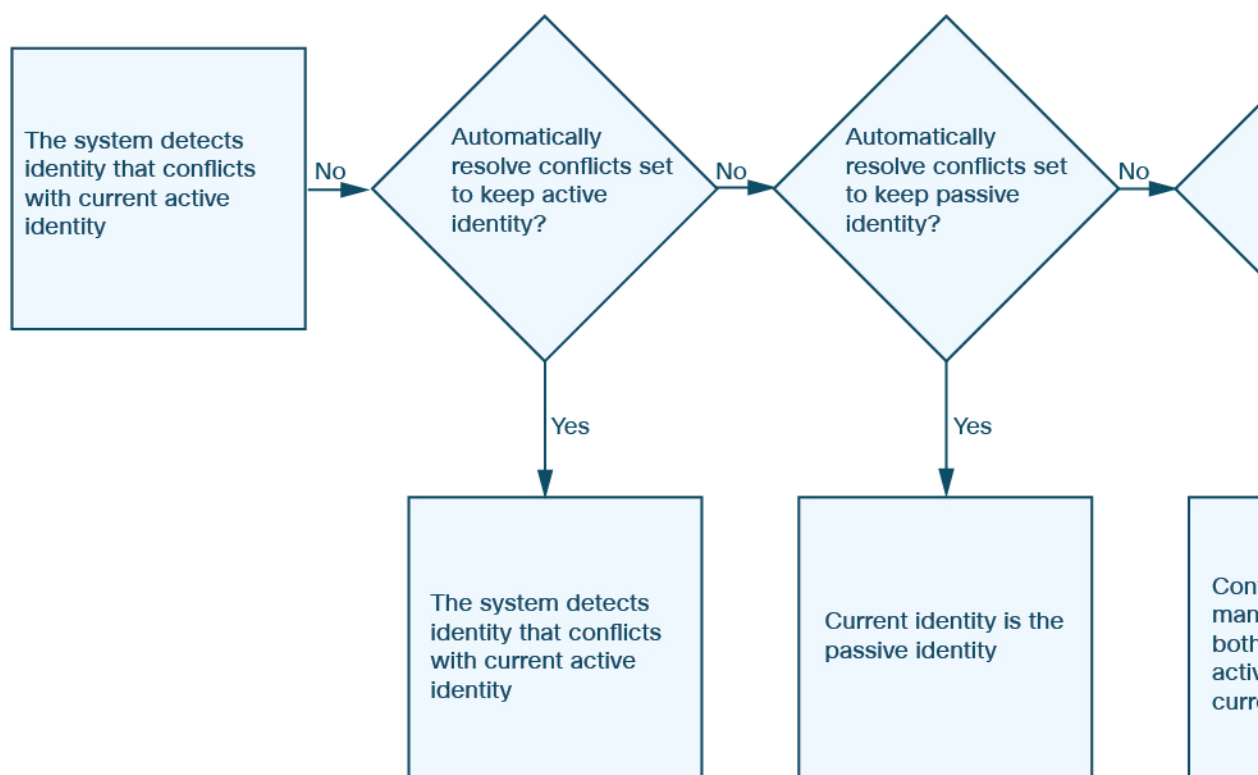 The system detects
identity that conflicts
with current active
identity
No
Automatically
resolve conflicts set
to keep active
identity?
No
Automatically
resolve conflicts set
to keep passive
identity?
No
Yes
Yes
The system detects
identity that conflicts
with current active
identity
Current identity is the
passive identity
both